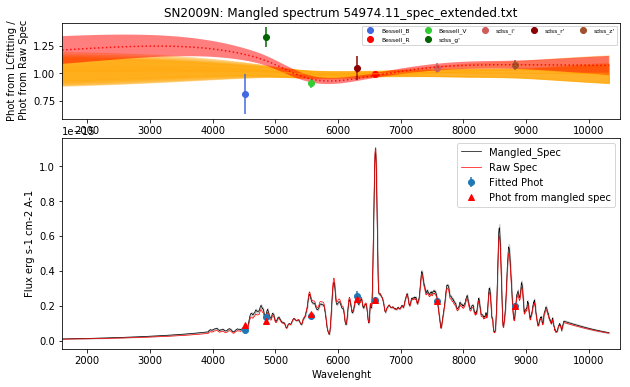 SN2009N: Mangled spectrum 54974.11_spec_extended.txt
Phot from LCfitting /
Phot from Raw Spec
1.25
1.00
0.75
Bessell_B
Bessell_R
Bessell_V
sdss_g'
sdss_i'
sdss_r'
sdss_z'
2000 3000 4000 5000 6000 7000 8000 9000 10000
1e−15
Flux erg s-1 cm-2 A-1
1.0
0.8
0.6
0.4
0.2
0.0
Mangled_Spec
Raw Spec
Fitted Phot
Phot from mangled spec
2000 3000 4000 5000 6000 7000 8000 9000 10000
Wavelenght